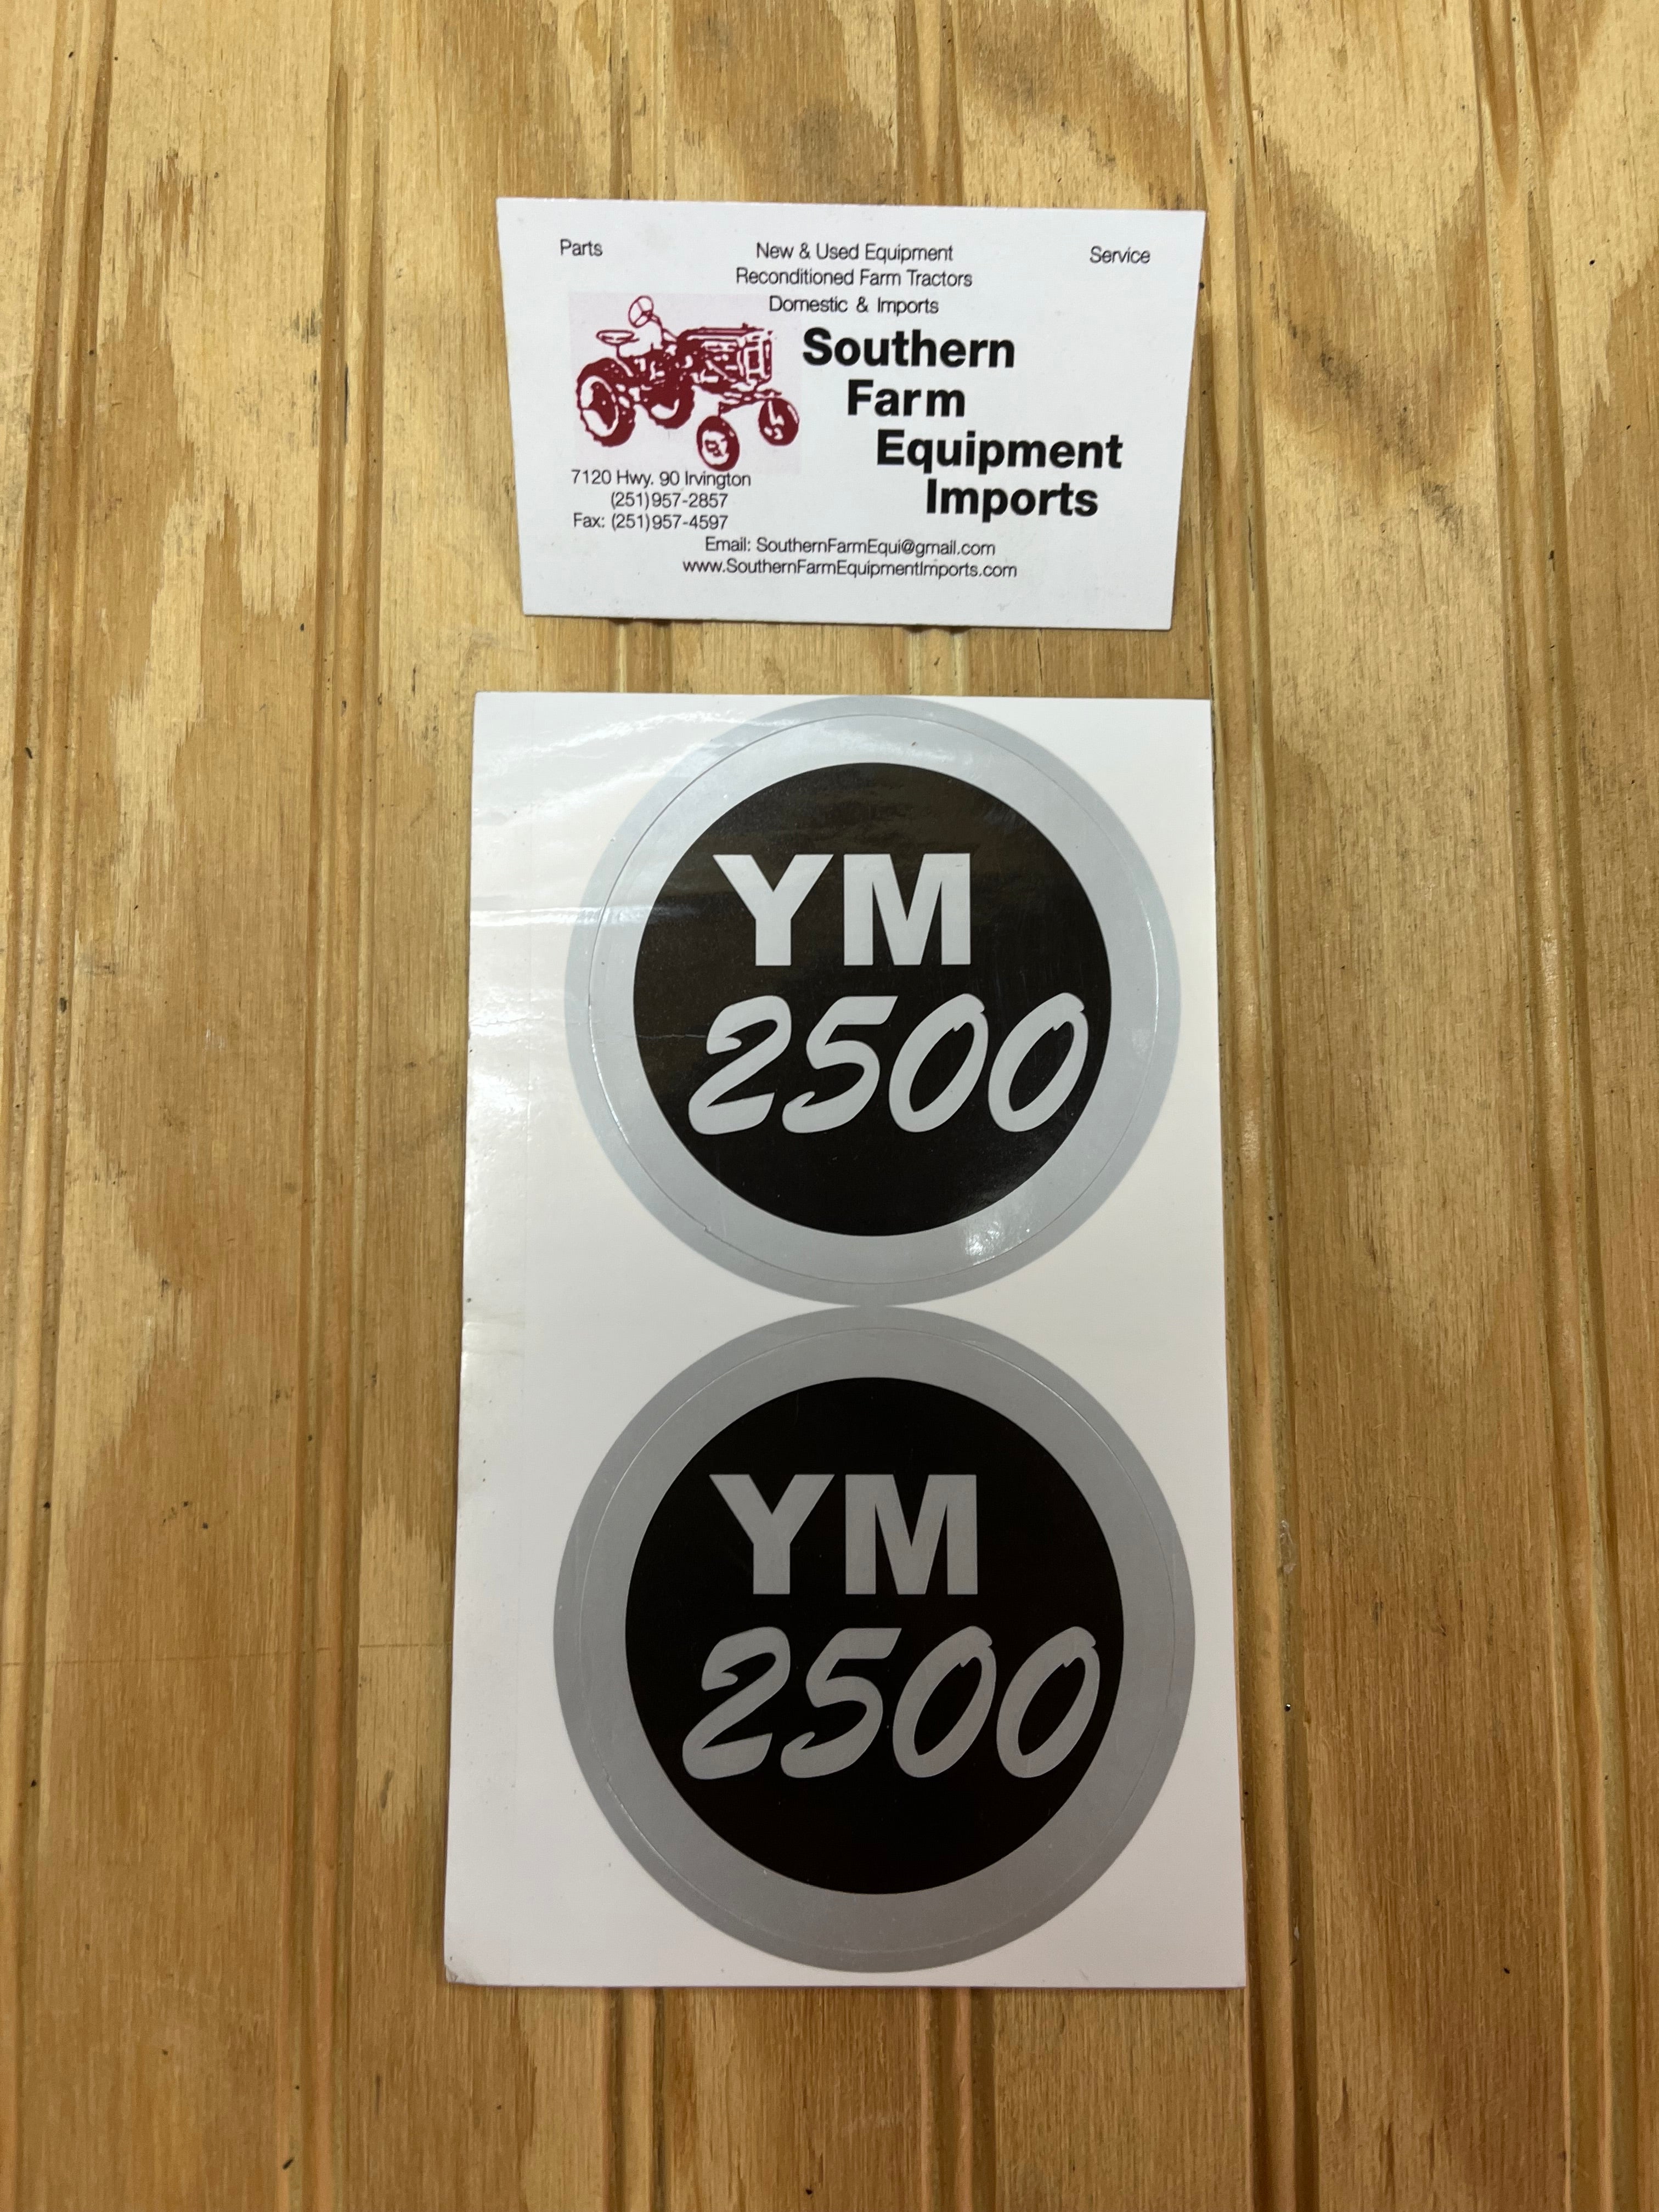 Parts
New & Used Equipment
Service
Reconditioned Farm Tractors
Domestic & Imports
Southern
Farm
Equipment
Imports
7120 Hwy. 90 Irvington
(251)957-2857
Fax: (251)957-4597
Email: SouthernFarmEqui@gmail.com
www.SouthernFarmEquipmentImports.com
YM
2500
YM
2500